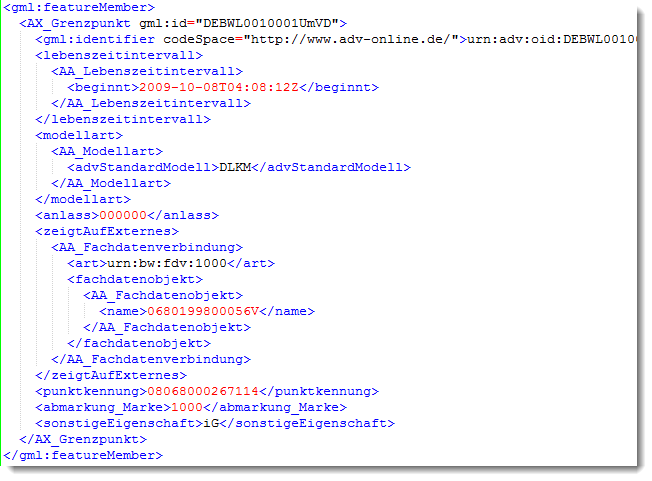 <gml:featureMember>
<AX_Grenzpunkt gml:id="DEBWL0010001UmVD">
<gml:identifier codeSpace="http://www.adv-online.de/">urn:adv:oid:DEBWL0010
<lebenszeitintervall>
<AA_Lebenszeitintervall>
<beginnt>2009-10-08T04:08:12Z</beginnt>
</AA_Lebenszeitintervall>
</lebenszeitintervall>
<modellart>
<AA_Modellart>
<advStandardModell>DLKM</advStandardModell>
</AA_Modellart>
</modellart>
<anlass>000000</anlass>
<zeigtAufExternes>
<AA_Fachdatenverbindung>
<art>urn:bw:fdv:1000</art>
<fachdatenobjekt>
<AA_Fachdatenobjekt>
<name>0680199800056V</name>
</AA_Fachdatenobjekt>
</fachdatenobjekt>
</AA_Fachdatenverbindung>
</zeigtAufExternes>
<punktkennung>08068000267114</punktkennung>
<abmarkung_Marke>1000</abmarkung_Marke>
<sonstigeEigenschaft>iG</sonstigeEigenschaft>
</AX_Grenzpunkt>
</gml:featureMember>